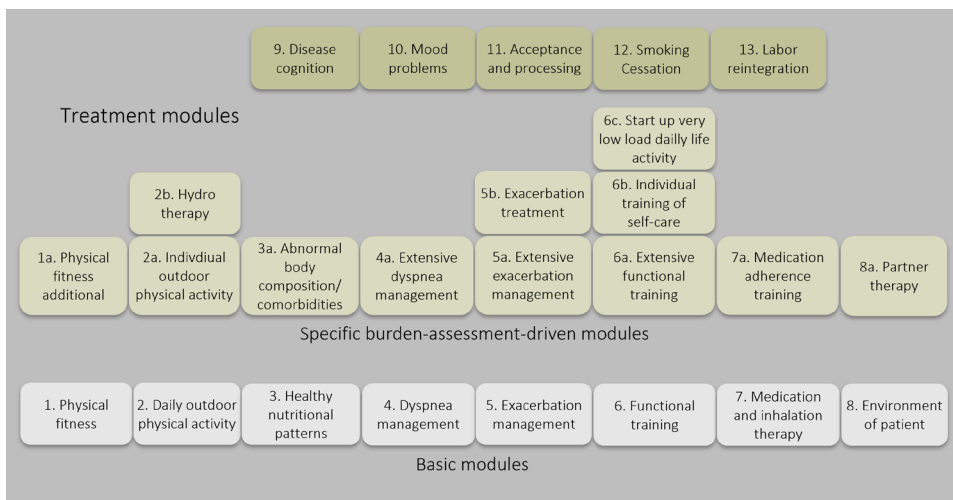 9. Disease
cognition
10. Mood
problems
11. Acceptance
and processing
12. Smoking
Cessation
13. Labor
reintegration
Treatment modules
6c. Start up very
low load dailly life
activity
2b. Hydro
therapy
5b. Exacerbation
treatment
6b. Individual
training of
self-care
1a. Physical
fitness
additional
2a. Indivdiual
outdoor
physical activity
3a. Abnormal
body
composition/
comorbidities
4a. Extensive
dyspnea
management
5a. Extensive
exacerbation
management
6a. Extensive
functional
training
7a. Medication
adherence
training
8a. Partner
therapy
Specific burden-assessment-driven modules
1. Physical
fitness
2. Daily outdoor
physical activity
3. Healthy
nutritional
patterns
4. Dyspnea
management
5. Exacerbation
management
6. Functional
training
7. Medication
and inhalation
therapy
8. Environment
of patient
Basic modules